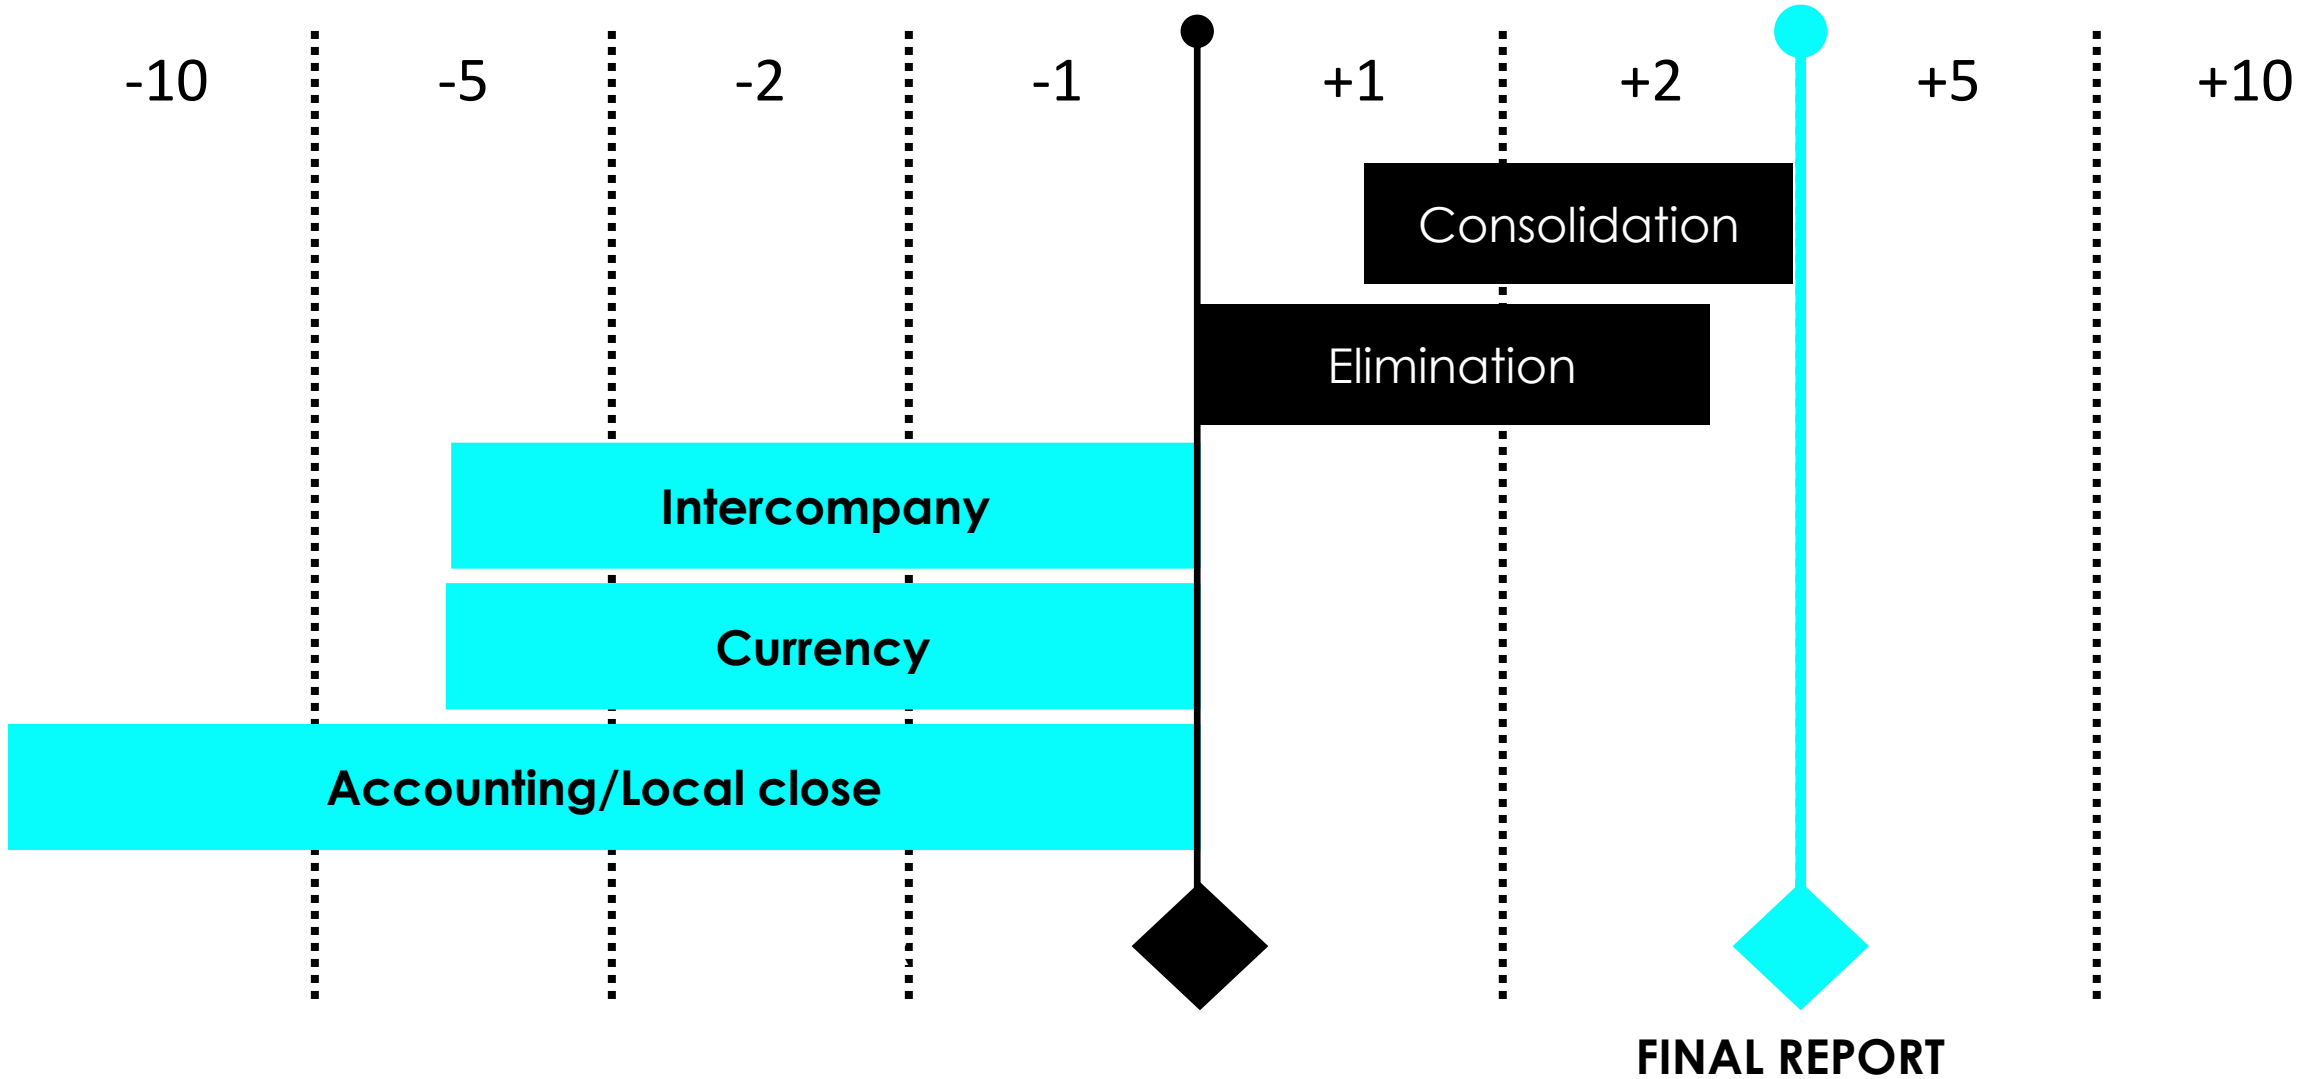 -10 -5 -2 -1 +1 +2 +5 +10
Consolidation
Elimination
Intercompany
Currency
Accounting/Local close
FINAL REPORT